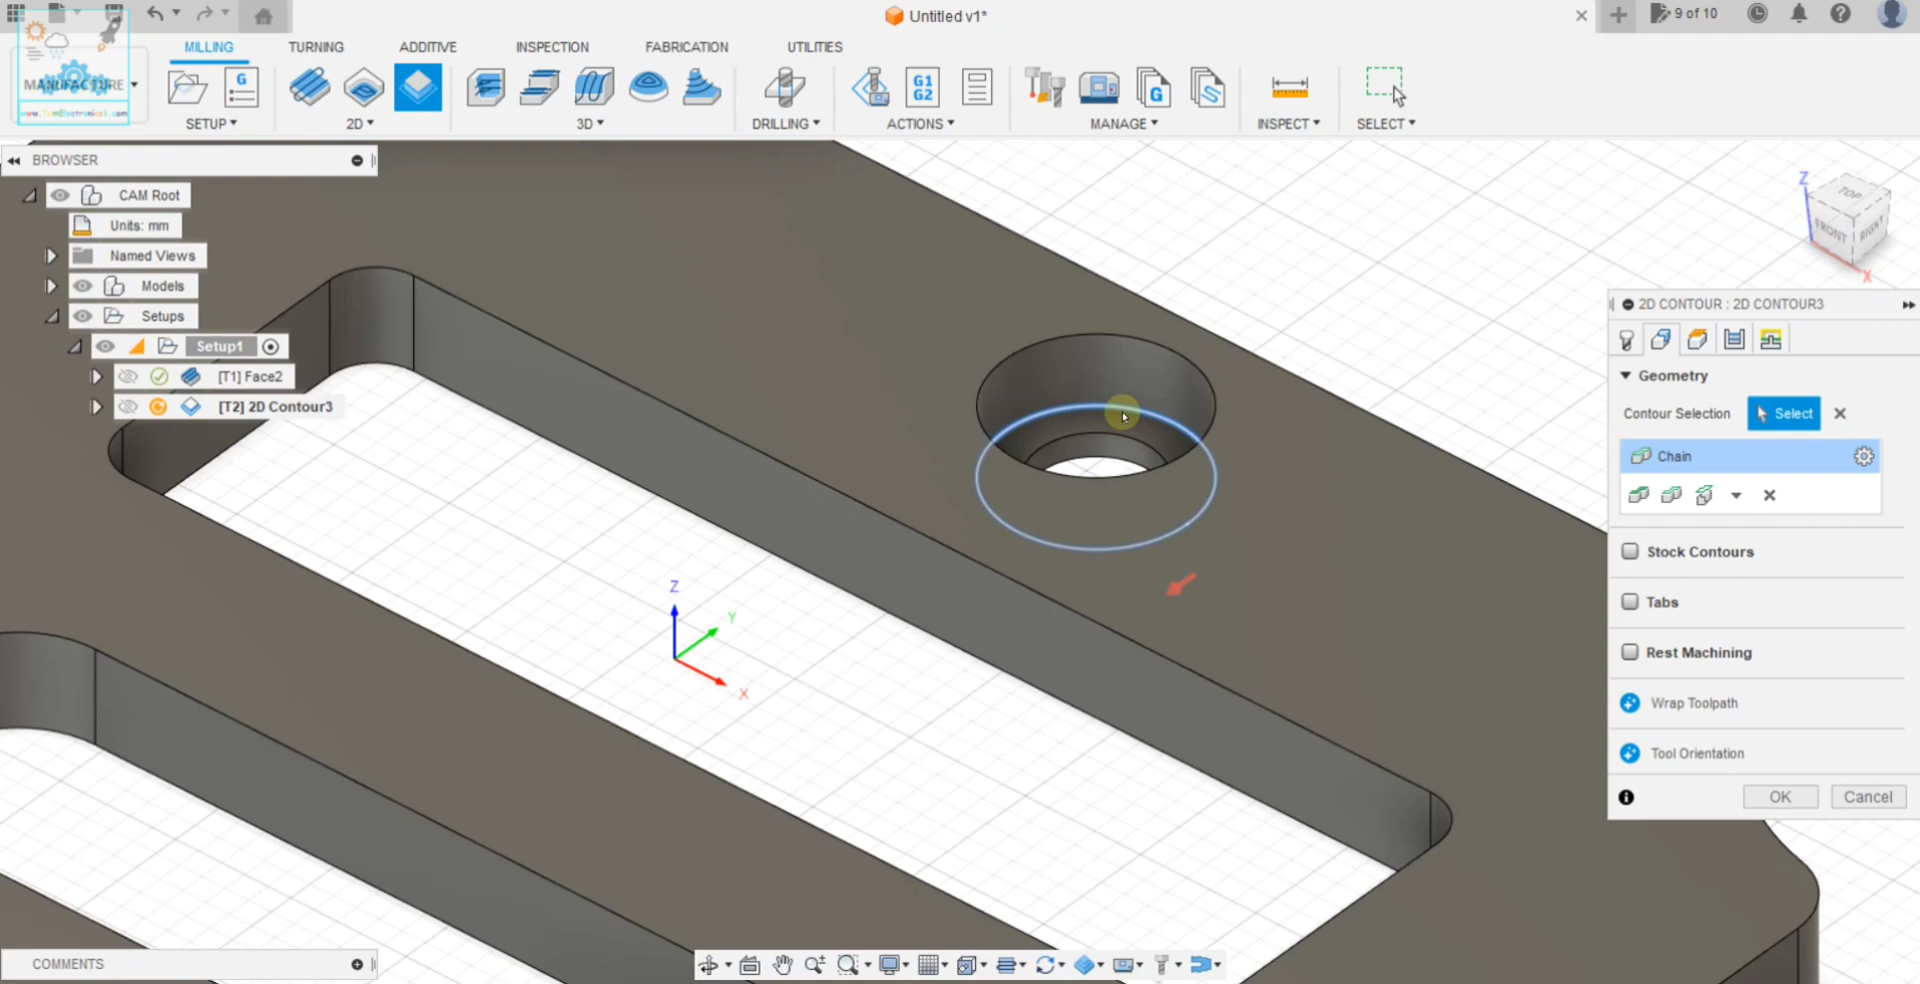 Untitled v1*
9 of 10
MILLING
TURNING
ADDITIVE
INSPECTION
FABRICATION
UTILITIES
MANUFACTURE
G
G1
G2
G
SETUP
2D
3D
DRILLING
ACTIONS
MANAGE
INSPECT
SELECT
BROWSER
CAM Root
Units: mm
Named Views
Models
Setups
Setup1
[T1] Face2
[T2] 2D Contour3
Z
Y
X
Z
TOP
FRONT
RIGHT
X
2D CONTOUR : 2D CONTOUR3
Geometry
Contour Selection
Select
Chain
Stock Contours
Tabs
Rest Machining
Wrap Toolpath
Tool Orientation
OK
Cancel
COMMENTS